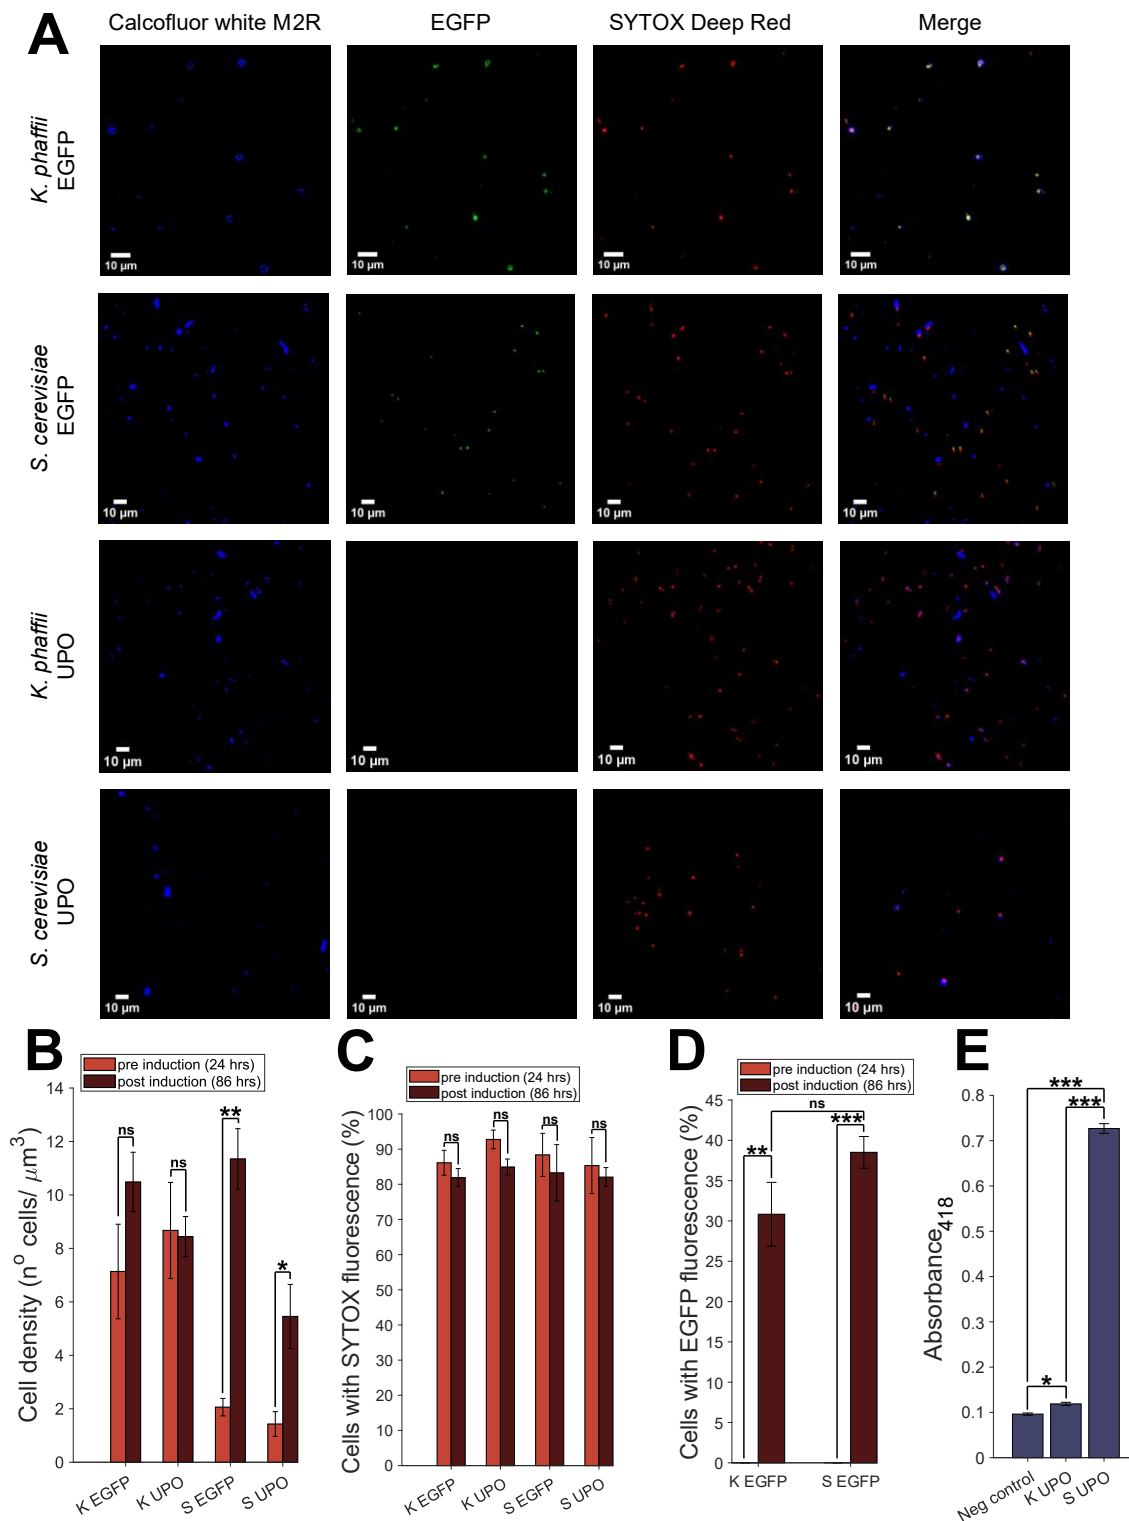 A
Calcofluor white M2R
EGFP
SYTOX Deep Red
Merge
K. phaffii
EGFP
10 µm
10 µm
10 µm
10 µm
S. cerevisiae
EGFP
10 µm
10 µm
10 µm
10 µm
K. phaffii
UPO
10 µm
10 µm
10 µm
10 µm
S. cerevisiae
UPO
10 µm
10 µm
10 µm
10 µm
B
pre induction (24 hrs)
post induction (86 hrs)
Cell density (nº cells/ µm³)
14
12
10
8
6
4
2
0
ns
ns
**
*
K EGFP
K UPO
S EGFP
S UPO
C
pre induction (24 hrs)
post induction (86 hrs)
Cells with SYTOX fluorescence (%)
100
90
80
70
60
50
40
30
20
10
0
ns
ns
ns
ns
K EGFP
K UPO
S EGFP
S UPO
D
pre induction (24 hrs)
post induction (86 hrs)
Cells with EGFP fluorescence (%)
45
40
35
30
25
20
15
10
5
0
ns
**
***
K EGFP
S EGFP
E
Absorbance₄₁₈
0.8
0.7
0.6
0.5
0.4
0.3
0.2
0.1
0
***
***
*
Neg control
K UPO
S UPO